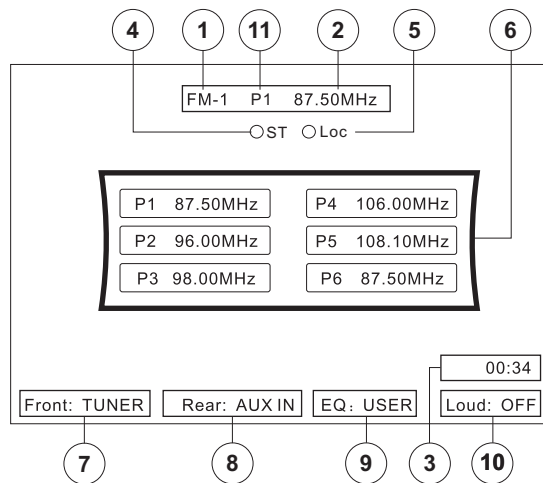 4 1 11 2 5 6
FM-1 P1 87.50MHz
ST Loc
P1 87.50MHz P4 106.00MHz
P2 96.00MHz P5 108.10MHz
P3 98.00MHz P6 87.50MHz
00:34
Front: TUNER Rear: AUX IN EQ: USER Loud: OFF
7 8 9 3 10